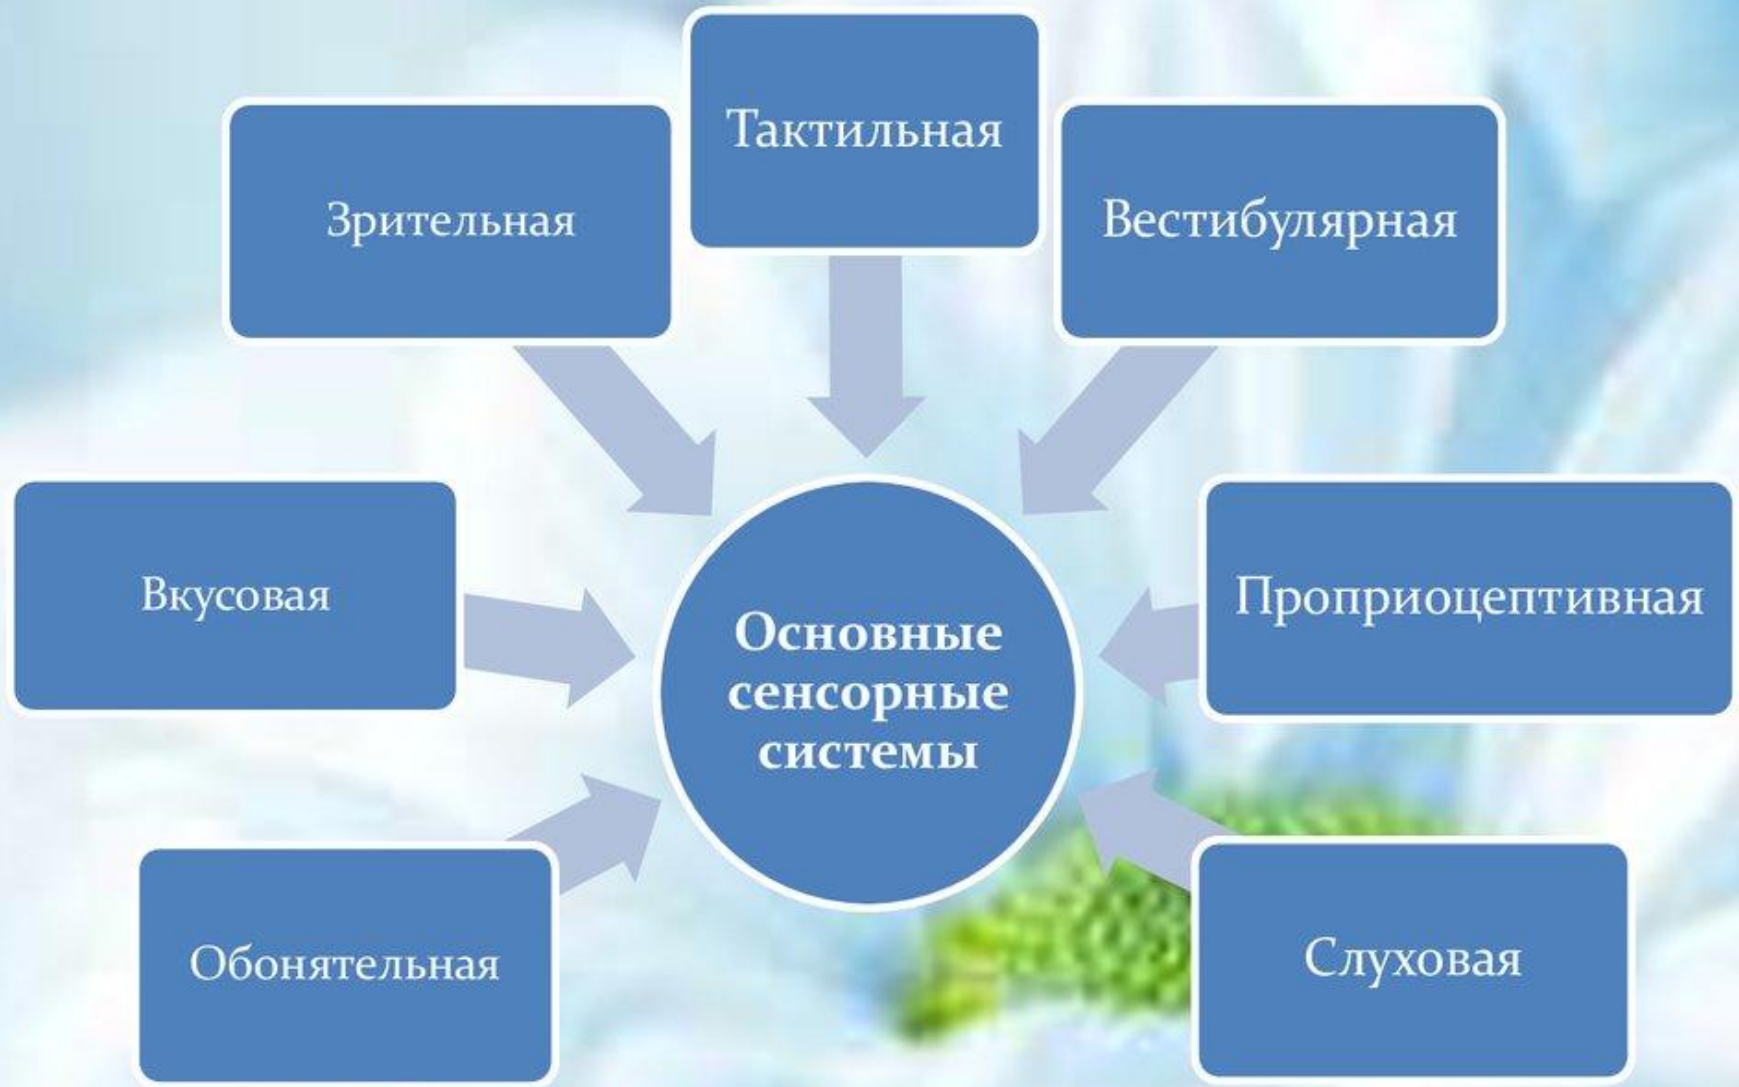 Тактильная
Зрительная
Вестибулярная
Вкусовая
Проприоцептивная
Основные
сенсорные
системы
Обонятельная
Слуховая